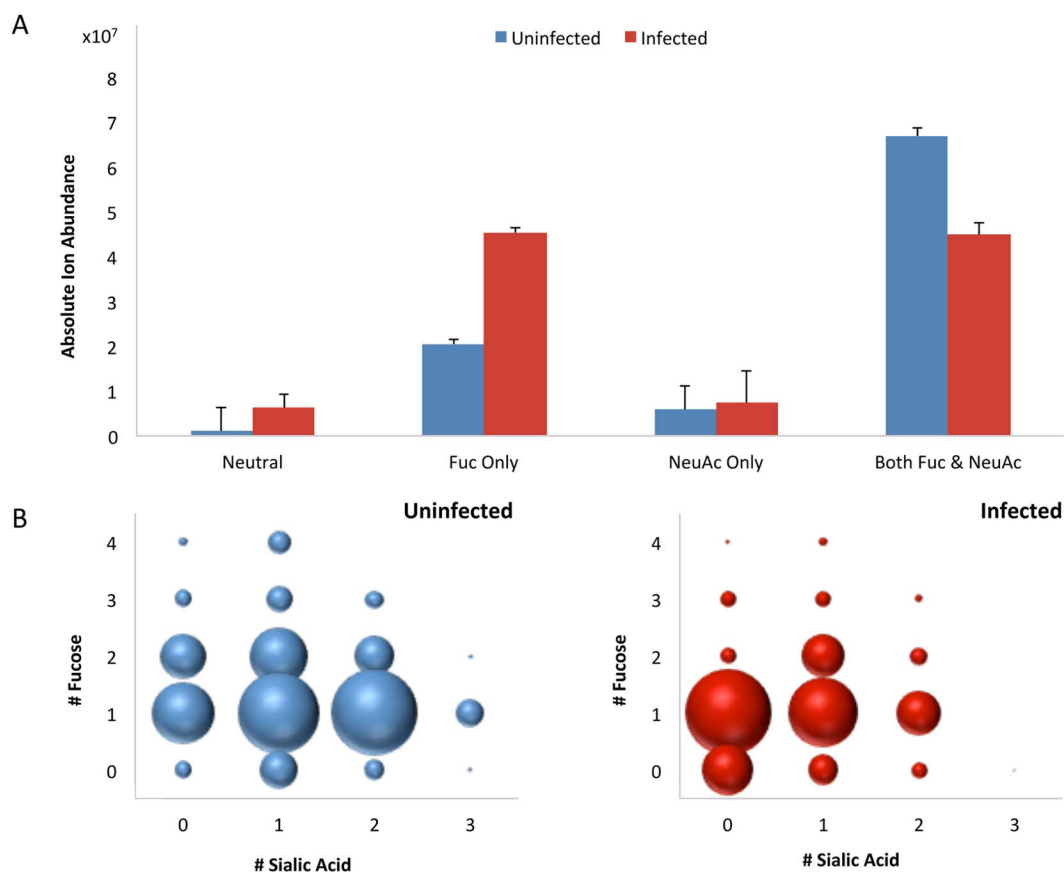 A
x10⁷
Uninfected Infected
8
7
6
5
4
3
2
1
0
Absolute Ion Abundance
Neutral Fuc Only NeuAc Only Both Fuc & NeuAc
B
Uninfected
4
3
2
1
0
# Fucose
0 1 2 3
# Sialic Acid
Infected
4
3
2
1
0
# Fucose
0 1 2 3
# Sialic Acid